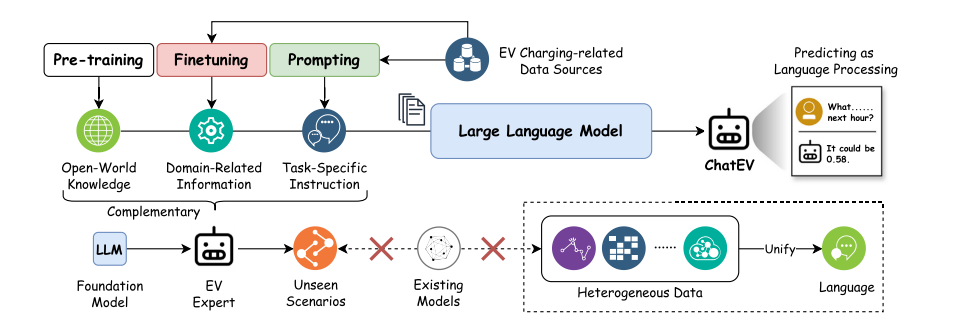 Pre-training
Finetuning
Prompting
EV Charging-related
Data Sources
Predicting as
Language Processing
What......
next hour?
It could be
0.58.
Large Language Model
ChatEV
Open-World
Knowledge
Domain-Related
Information
Task-Specific
Instruction
Complementary
LLM
Foundation
Model
EV
Expert
Unseen
Scenarios
Existing
Models
......
Heterogeneous Data
Unify
Language